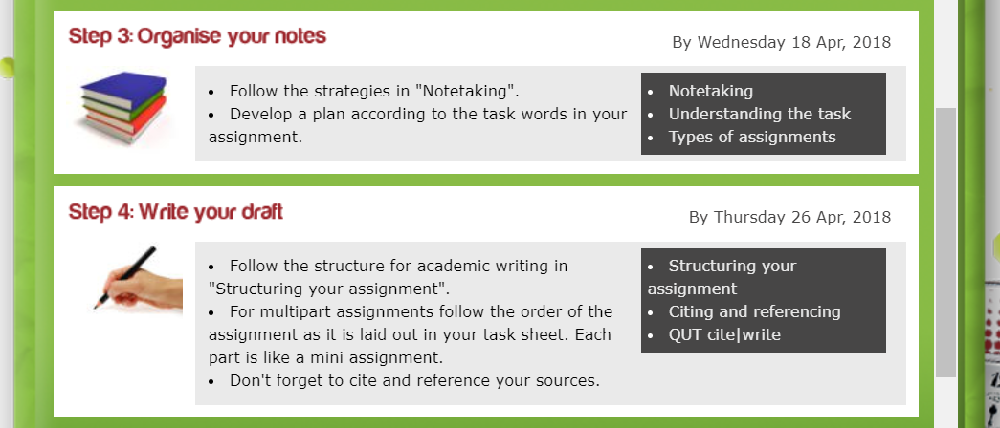 Step 3: Organise your notes
By Wednesday 18 Apr, 2018
• Follow the strategies in "Notetaking".
• Develop a plan according to the task words in your
assignment.
• Notetaking
• Understanding the task
• Types of assignments
Step 4: Write your draft
By Thursday 26 Apr, 2018
• Follow the structure for academic writing in
"Structuring your assignment".
• For multipart assignments follow the order of the
assignment as it is laid out in your task sheet. Each
part is like a mini assignment.
• Don't forget to cite and reference your sources.
• Structuring your
assignment
• Citing and referencing
• QUT cite|write